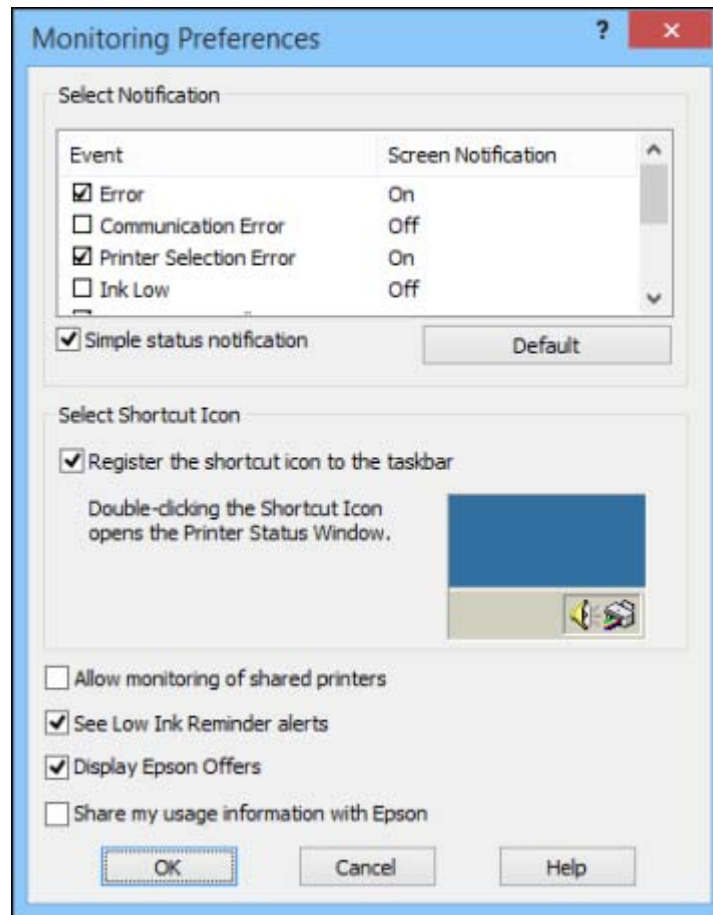 Monitoring Preferences ?
Select Notification
Event Screen Notification
Error On
Communication Error Off
Printer Selection Error On
Ink Low Off
Simple status notification Default
Select Shortcut Icon
Register the shortcut icon to the taskbar
Double-clicking the Shortcut Icon
opens the Printer Status Window.
Allow monitoring of shared printers
See Low Ink Reminder alerts
Display Epson Offers
Share my usage information with Epson
OK Cancel Help